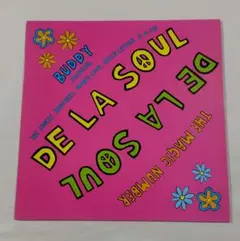 BUDDY
DE LA SOUL
DE LA SOUL
THE MAGIC NUMBER